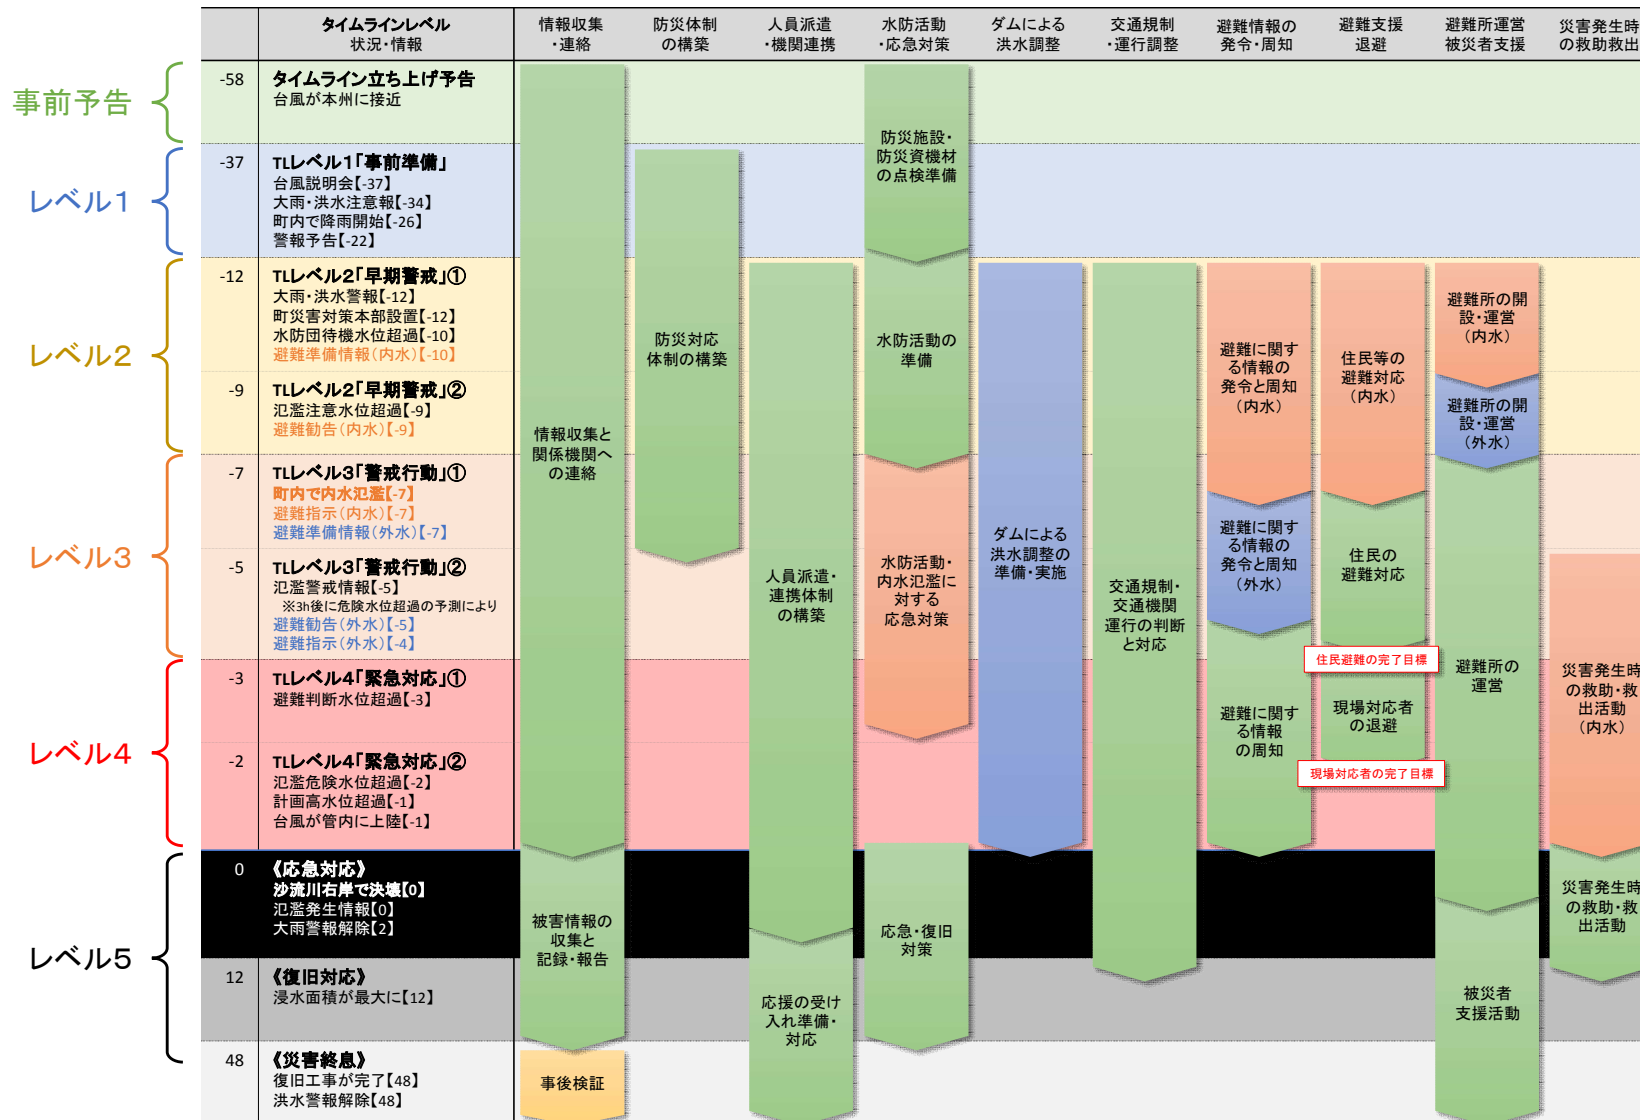 タイムラインレベル
状況・情報
情報収集
・連絡
防災体制
の構築
人員派遣
・機関連携
水防活動
・応急対策
ダムによる
洪水調整
交通規制
・運行調整
避難情報の
発令・周知
避難支援
退避
避難所運営
被災者支援
災害発生時
の救助救出
事前予告
-58
タイムライン立ち上げ予告
台風が本州に接近
レベル1
-37
TLレベル1「事前準備」
台風説明会【-37】
大雨・洪水注意報【-34】
町内で降雨開始【-26】
警報予告【-22】
レベル2
-12
TLレベル2「早期警戒」①
大雨・洪水警報【-12】
町災害対策本部設置【-12】
水防団待機水位超過【-10】
避難準備情報(内水)【-10】
-9
TLレベル2「早期警戒」②
氾濫注意水位超過【-9】
避難勧告(内水)【-9】
レベル3
-7
TLレベル3「警戒行動」①
町内で内水氾濫【-7】
避難指示(内水)【-7】
避難準備情報(外水)【-7】
-5
TLレベル3「警戒行動」②
氾濫警戒情報【-5】
※3h後に危険水位超過の予測により
避難勧告(外水)【-5】
避難指示(外水)【-4】
レベル4
-3
TLレベル4「緊急対応」①
避難判断水位超過【-3】
-2
TLレベル4「緊急対応」②
氾濫危険水位超過【-2】
計画高水位超過【-1】
台風が管内に上陸【-1】
レベル5
0
《応急対応》
沙流川右岸で決壊【0】
氾濫発生情報【0】
大雨警報解除【2】
12
《復旧対応》
浸水面積が最大に【12】
48
《災害終息》
復旧工事が完了【48】
洪水警報解除【48】
情報収集と
関係機関へ
の連絡
被害情報の
収集と
記録・報告
事後検証
防災対応
体制の構築
人員派遣・
連携体制
の構築
応援の受け
入れ準備・
対応
防災施設・
防災資機材
の点検準備
水防活動の
準備
水防活動・
内水氾濫に
対する
応急対策
応急・復旧
対策
ダムによる
洪水調整の
準備・実施
交通規制・
交通機関
運行の判断
と対応
避難に関す
る情報の
発令と周知
(内水)
避難に関す
る情報の
発令と周知
(外水)
避難に関す
る情報
の周知
住民等の
避難対応
(内水)
住民の
避難対応
住民避難の完了目標
現場対応者
の退避
現場対応者の完了目標
避難所の開
設・運営
(内水)
避難所の開
設・運営
(外水)
避難所の
運営
被災者
支援活動
災害発生時
の救助・救
出活動
(内水)
災害発生時
の救助・救
出活動